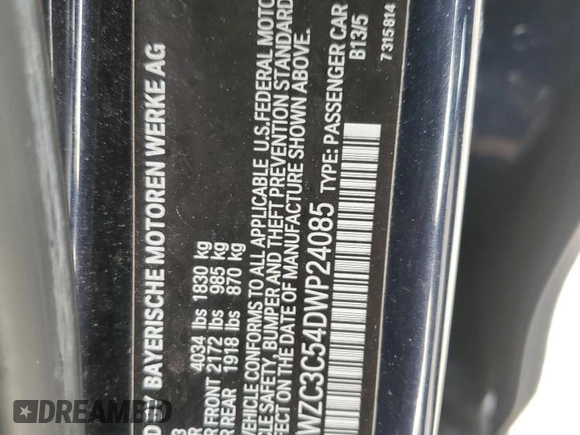 BY BAYERISCHE MOTOREN WERKE AG
4034 lbs 1830 kg
FRONT 2172 lbs 985 kg
REAR 1918 lbs 870 kg
VEHICLE CONFORMS TO ALL APPLICABLE U.S.FEDERAL
SAFETY, BUMPER AND THEFT PREVENTION STANDARD
ON THE DATE OF MANUFACTURE SHOWN ABOVE.
WZC3C54DWP24085 TYPE: PASSENGER CAR
B13/5
7 315 814
DREAMBID